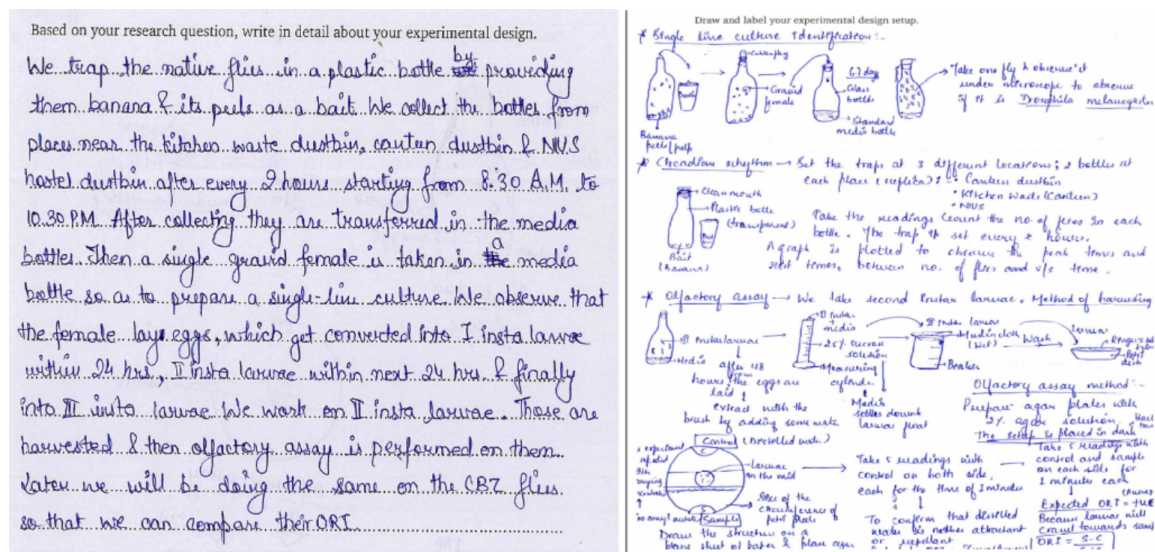 Based on your research question, write in detail about your experimental design.
We trap the native flies in a plastic bottle by providing
them banana & its peels as a bait. We collect the bottles from
places near the kitchen waste dustbin, canteen dustbin & NVS
hostel dustbin after every 2 hours starting from 8:30 A.M. to
10.30 P.M. After collecting they are transferred in the media
bottles. Then a single gravid female is taken in a media
bottle so as to prepare a single-line culture. We observe that
the female lays eggs, which get converted into I insta larvae
within 24 hrs, II insta larvae within next 24 hrs & finally
into III insta larvae. We work on II insta larvae. Those are
harvested & then olfactory assay is performed on them.
Later we will be doing the same on the CBZ flies
so that we can compare their ORI.
Draw and label your experimental design setup.
* Single line culture Identification:-
Gravid
female
Glass
bottle
Standard
media bottle
Banana
peels/pulp
Take one fly & observe it
under microscope to observe
if it is Drosophila melanogaster
* Circadian rhythm → Set the traps at 3 different locations; 2 bottles at
each place (replica) :- • Canteen dustbin
• Kitchen Waste (Canteen)
• NVS
Clean mouth
Plastic bottle
(transparent)
Bait
(Banana)
Take the readings (count the no. of flies in each
bottle. The trap is set every 2 hours.
A graph is plotted to observe the peak times and
rest times, between no. of flies and v/s time.
* Olfactory assay → We take second Instar larvae. Method of harvesting
II Instar larvae
Media
after 48
hours the eggs are
laid
extract with the
brush by adding some water
II Instar
media
25% sucrose
solution
Measuring
cylinder
Media
settles down &
larvae float
II Instar larvae
Muslin cloth
(Wet)
Wash
Beaker
larvae
Petri
dish
Olfactory assay method:-
Prepare agar plates with
2% agar solution,
The setup is placed in dark
Control (Distilled water)
larvae
in the mid
Size of the
circumference of
petri plate
Sample
Draw the structure on a
blank sheet of paper & place agar
Take 5 readings with
control on both side,
each for the time of 1 minute
To confirm that distilled
water is neither attractant
or repellant
Take 5 readings with
control and sample
on each side for
1 minute each
Expected ORI = +ve
Because larvae will
crawl towards
ORI = S-C